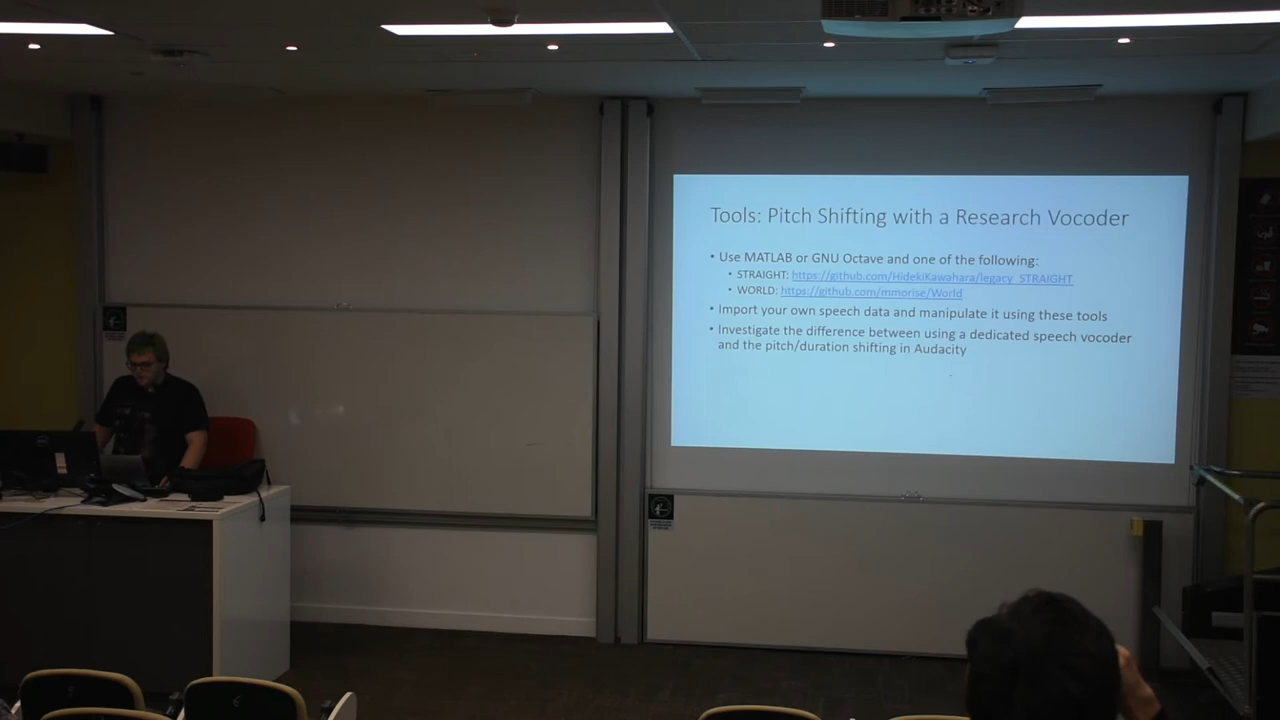 Tools: Pitch Shifting with a Research Vocoder
• Use MATLAB or GNU Octave and one of the following:
• STRAIGHT: https://github.com/HidekiKawahara/legacy_STRAIGHT
• WORLD: https://github.com/mmorise/World
• Import your own speech data and manipulate it using these tools
• Investigate the difference between using a dedicated speech vocoder
and the pitch/duration shifting in Audacity